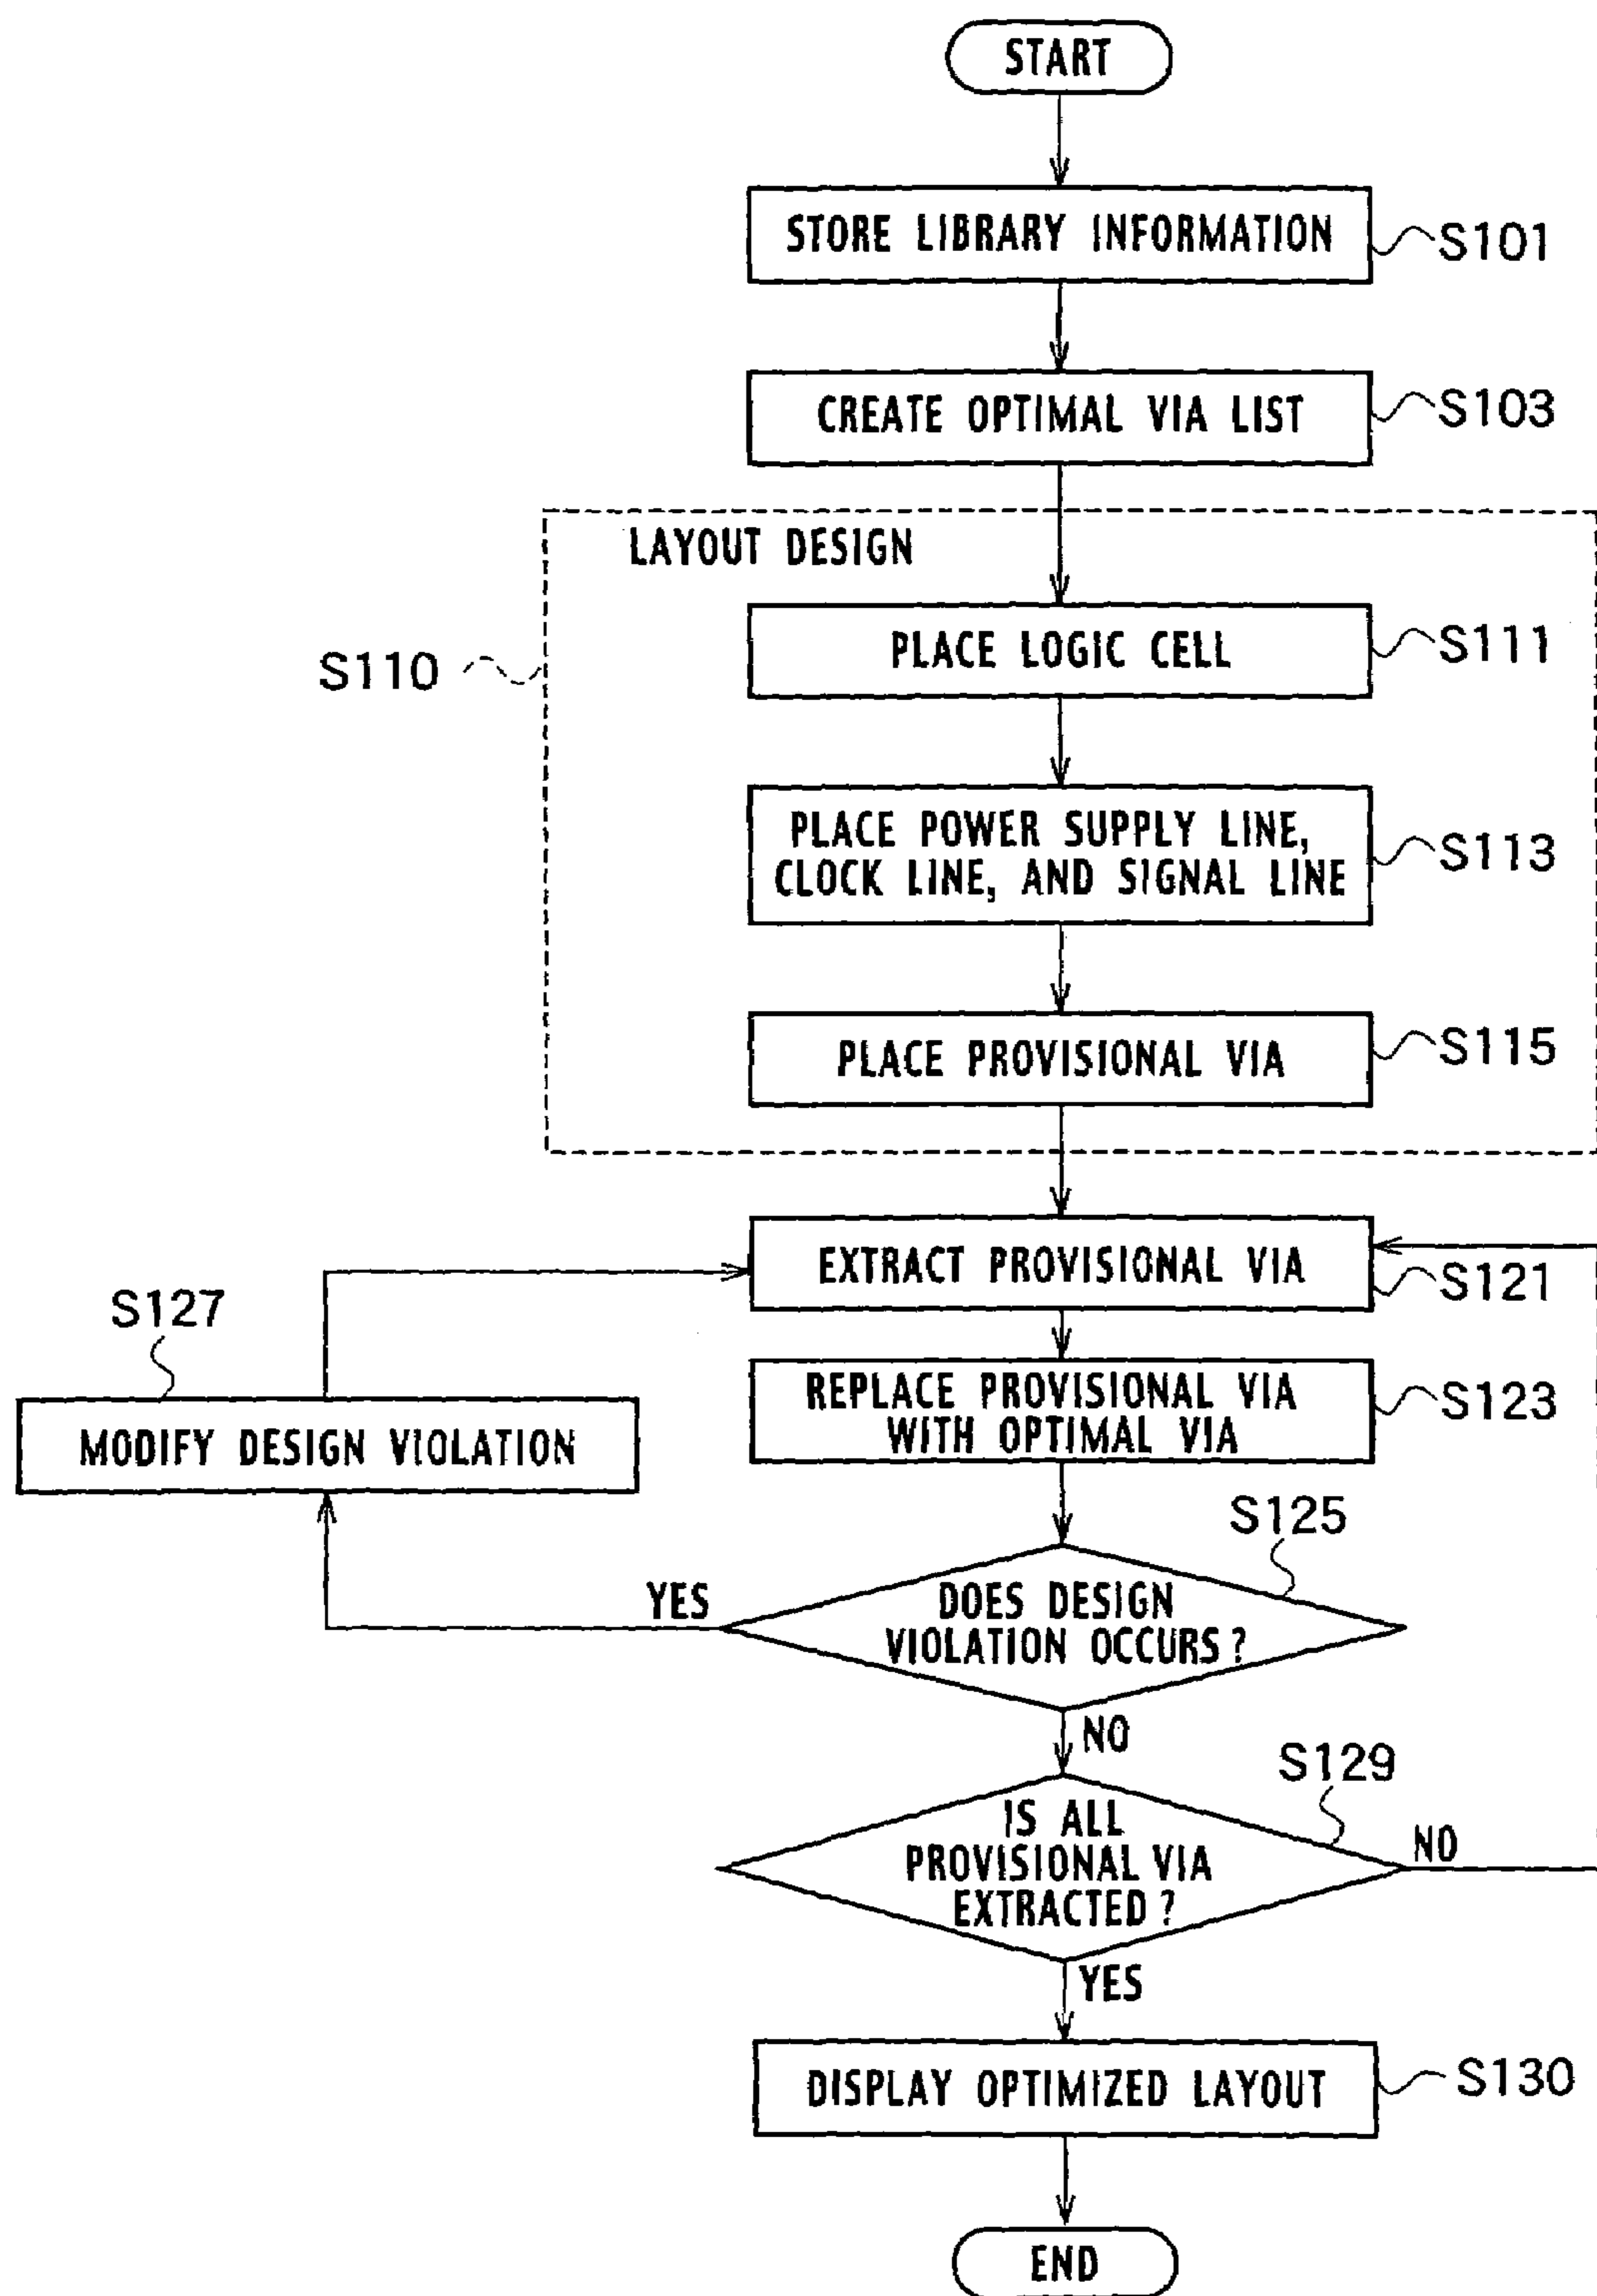 START
STORE LIBRARY INFORMATION
S101
CREATE OPTIMAL VIA LIST
S103
LAYOUT DESIGN
S110
PLACE LOGIC CELL
S111
PLACE POWER SUPPLY LINE,
CLOCK LINE, AND SIGNAL LINE
S113
PLACE PROVISIONAL VIA
S115
EXTRACT PROVISIONAL VIA
S121
S127
MODIFY DESIGN VIOLATION
REPLACE PROVISIONAL VIA
WITH OPTIMAL VIA
S123
S125
YES
DOES DESIGN
VIOLATION OCCURS?
NO
S129
IS ALL
PROVISIONAL VIA
EXTRACTED?
NO
YES
DISPLAY OPTIMIZED LAYOUT
S130
END